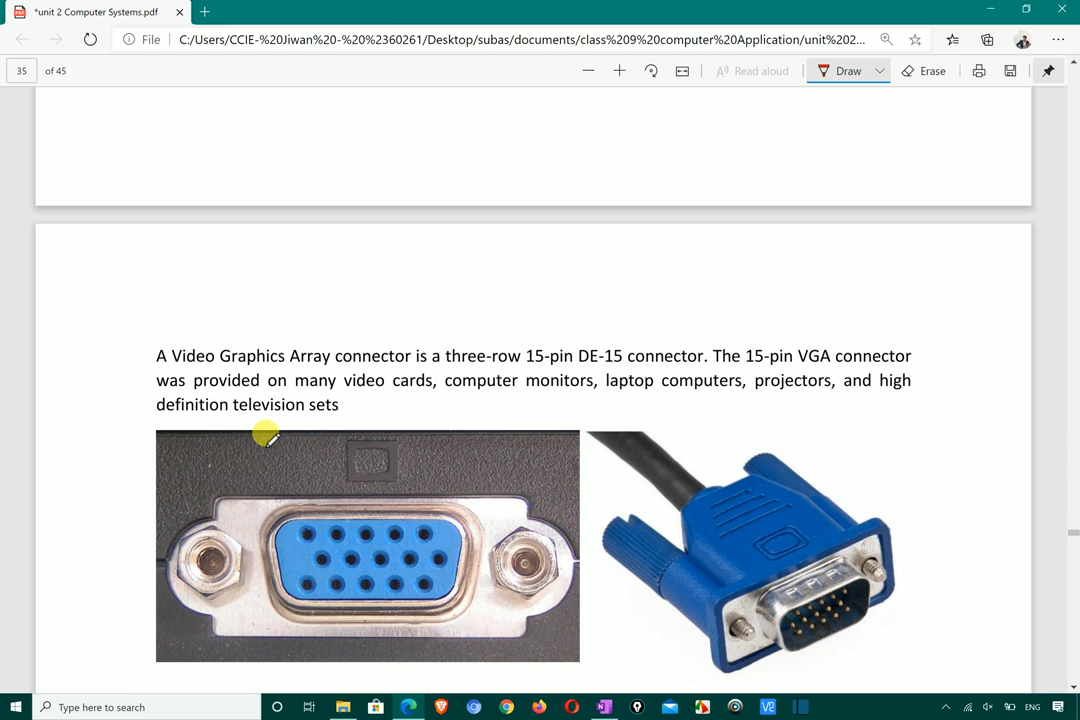 *unit 2 Computer Systems.pdf
File
C:/Users/CCIE-%20Jiwan%20-%20%2360261/Desktop/subas/documents/class%209%20computer%20Application/unit%202...
35 of 45
Read aloud
Draw
Erase
A Video Graphics Array connector is a three-row 15-pin DE-15 connector. The 15-pin VGA connector
was provided on many video cards, computer monitors, laptop computers, projectors, and high
definition television sets
Type here to search
ENG